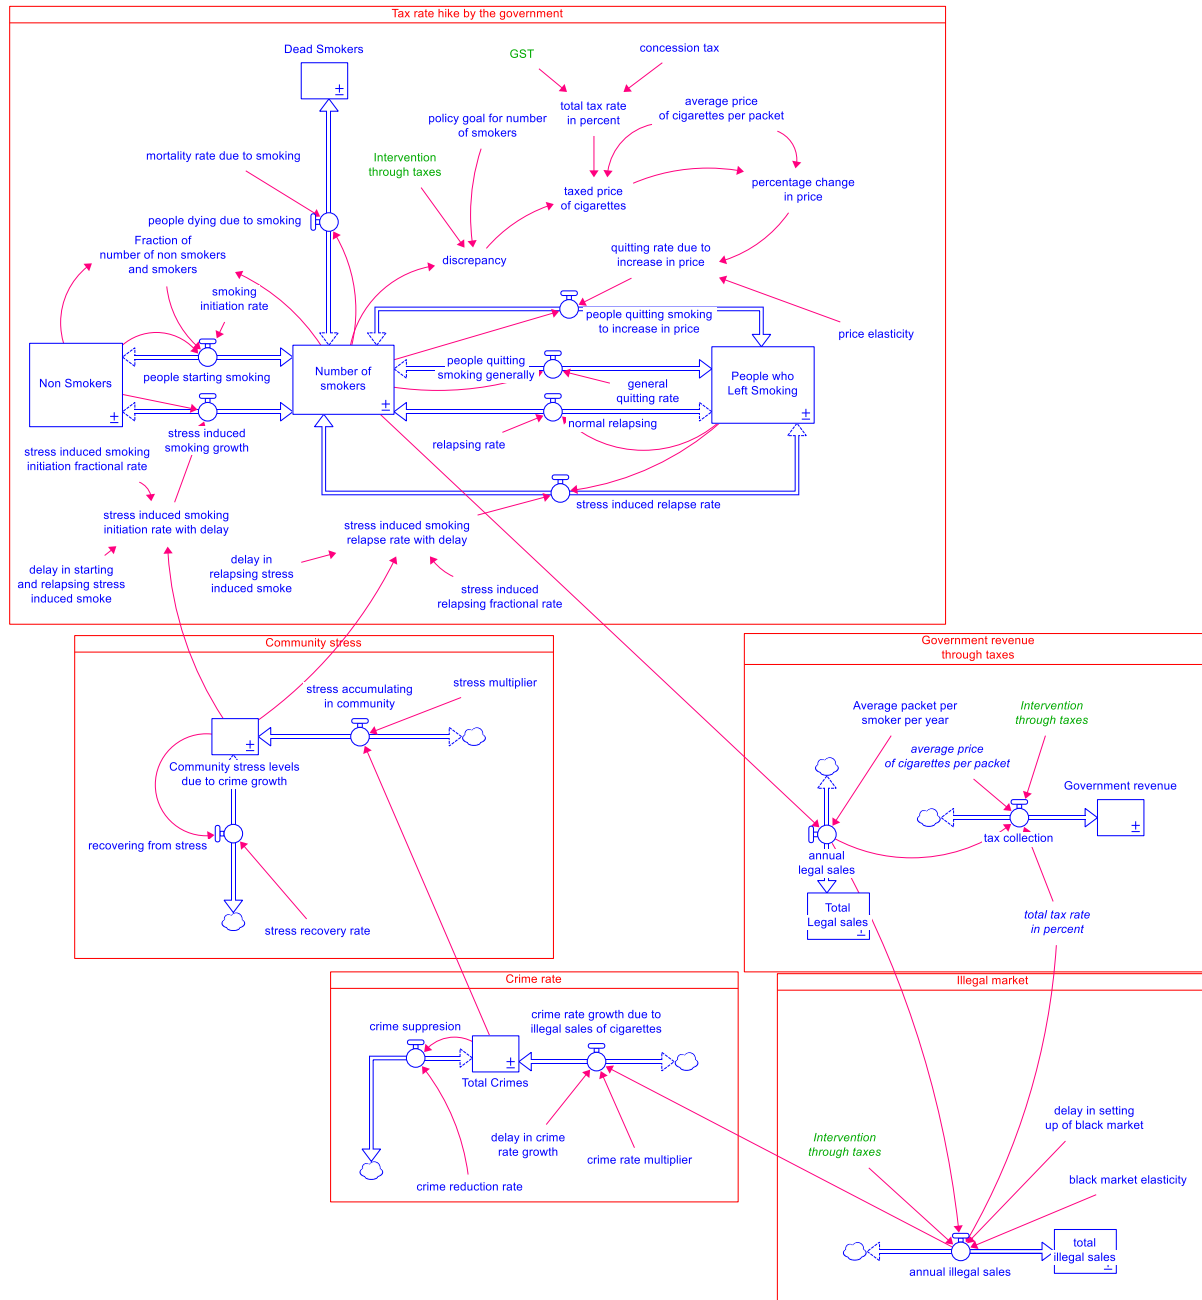 Tax rate hike by the government
Dead Smokers
GST
concession tax
total tax rate
in percent
average price
of cigarettes per packet
policy goal for number
of smokers
Intervention
through taxes
mortality rate due to smoking
taxed price
of cigarettes
percentage change
in price
people dying due to smoking
Fraction of
number of non smokers
and smokers
discrepancy
quitting rate due to
increase in price
smoking
initiation rate
people quitting smoking
to increase in price
price elasticity
Non Smokers
people starting smoking
Number of
smokers
people quitting
smoking generally
general
quitting rate
People who
Left Smoking
stress induced
smoking growth
relapsing rate
normal relapsing
stress induced smoking
initiation fractional rate
stress induced relapse rate
stress induced smoking
initiation rate with delay
stress induced smoking
relapse rate with delay
delay in starting
and relapsing stress
induced smoke
delay in
relapsing stress
induced smoke
stress induced
relapsing fractional rate
Community stress
stress accumulating
in community
stress multiplier
Community stress levels
due to crime growth
recovering from stress
stress recovery rate
Government revenue
through taxes
Average packet per
smoker per year
Intervention
through taxes
average price
of cigarettes per packet
Government revenue
tax collection
annual
legal sales
Total
Legal sales
total tax rate
in percent
Crime rate
crime suppresion
crime rate growth due to
illegal sales of cigarettes
Total Crimes
delay in crime
rate growth
crime rate multiplier
crime reduction rate
Illegal market
delay in setting
up of black market
Intervention
through taxes
black market elasticity
total
illegal sales
annual illegal sales